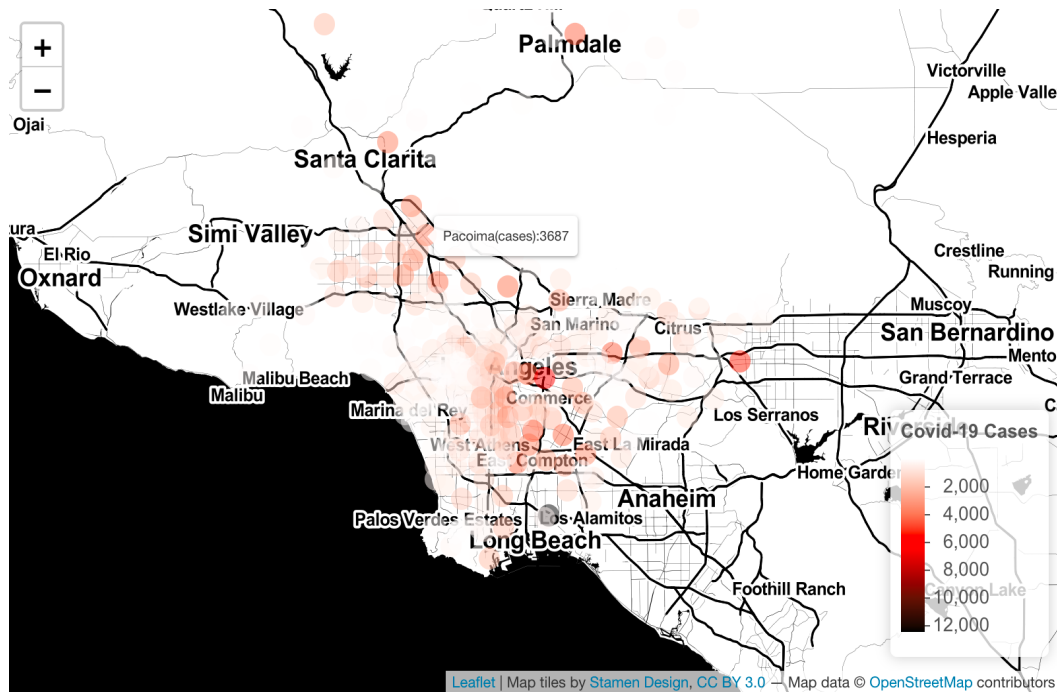 +
−
Palmdale
Victorville
Apple Valle
Ojai
Hesperia
Santa Clarita
ura
Simi Valley
Pacoima(cases):3687
El Rio
Crestline
Oxnard
Running
Westlake Village
Sierra Madre
Muscoy
San Marino
Citrus
San Bernardino
Mento
Angeles
Malibu Beach
Grand Terrace
Malibu
Commerce
C
Marina del Rey
Los Serranos
Riverside
Covid-19 Cases
West Athens
East La Mirada
East Compton
Home Garden
2,000
Anaheim
4,000
Palos Verdes Estates
Los Alamitos
Long Beach
6,000
8,000
Foothill Ranch
Canyon Lake
10,000
12,000
Leaflet | Map tiles by Stamen Design, CC BY 3.0 — Map data © OpenStreetMap contributors